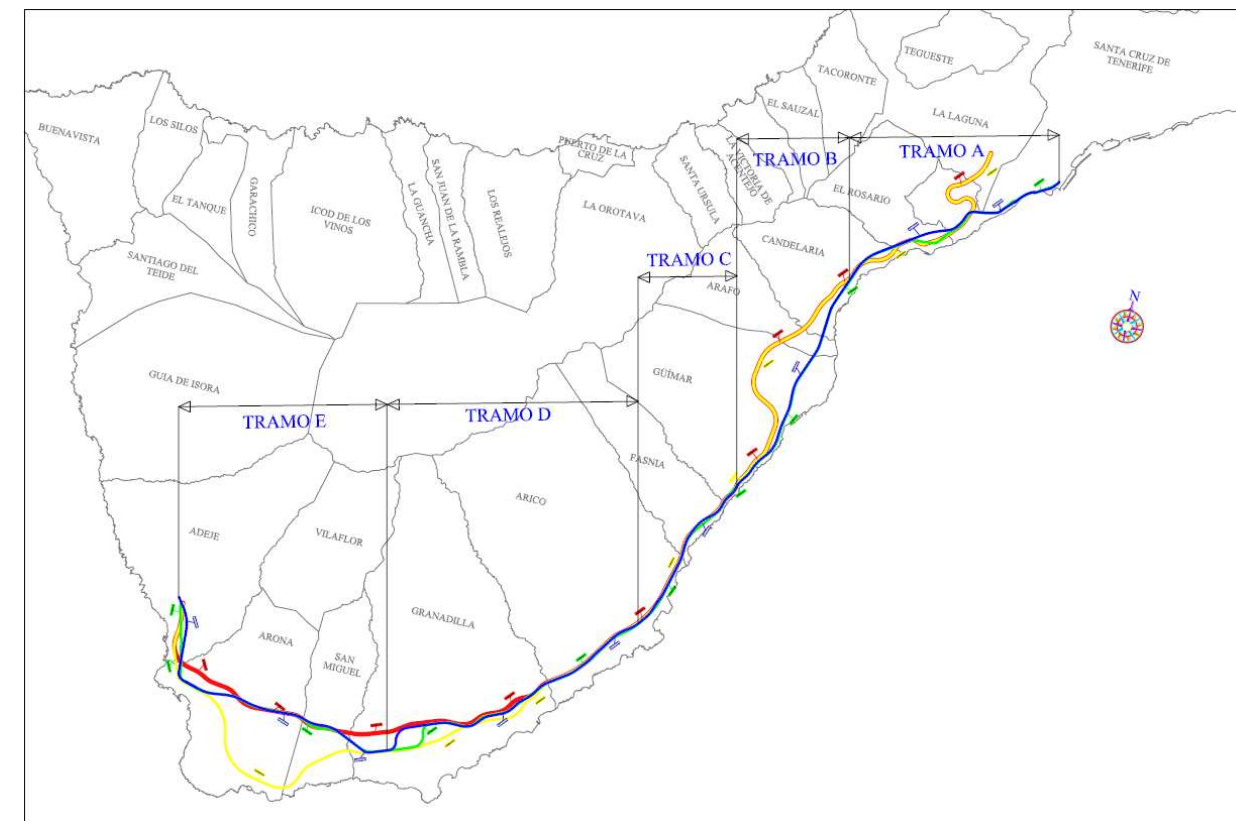 SANTA CRUZ DE
TENERIFE
TEGUESTE
TACORONTE
EL SAUZAL
LA LAGUNA
BUENAVISTA
LOS SILOS
PUERTO DE LA
CRUZ
LA VICTORIA DE
ACENTEJO
TRAMO B
TRAMO A
SANTA URSULA
EL ROSARIO
EL TANQUE
GARACHICO
ICOD DE LOS
VINOS
LA GUANCHA
SAN JUAN DE LA
RAMBLA
LOS REALEJOS
LA OROTAVA
CANDELARIA
SANTIAGO DEL
TEIDE
TRAMO C
ARAFO
N
GUIA DE ISORA
GÜÍMAR
TRAMO E
TRAMO D
FASNIA
ARICO
ADEJE
VILAFLOR
GRANADILLA
ARONA
SAN
MIGUEL